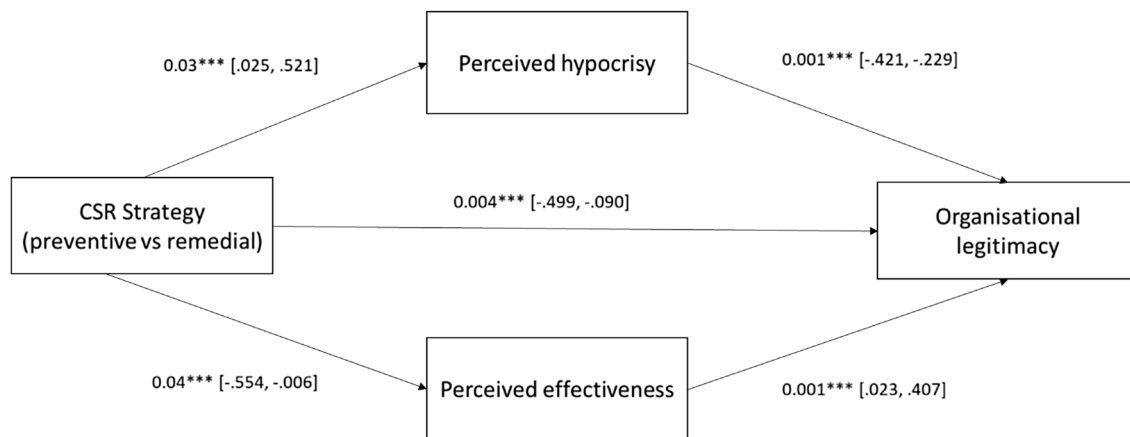 0.03*** [.025, .521]
Perceived hypocrisy
0.001*** [-.421, -.229]
CSR Strategy
(preventive vs remedial)
0.004*** [-.499, -.090]
Organisational
legitimacy
0.04*** [-.554, -.006]
Perceived effectiveness
0.001*** [.023, .407]